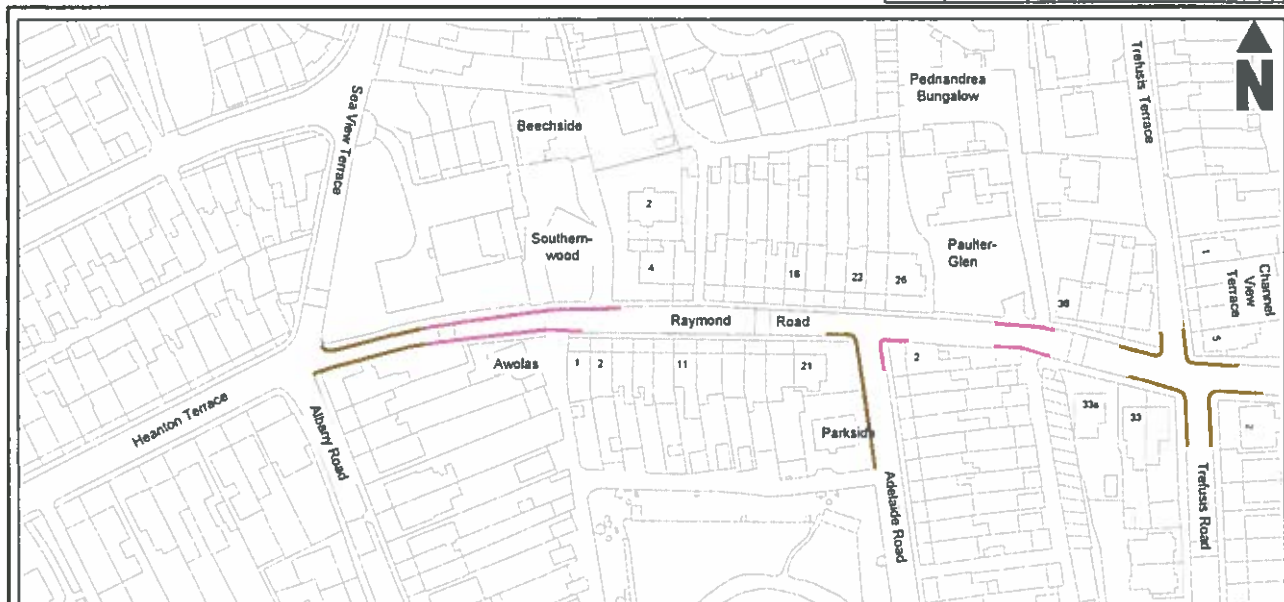 N
Trefusis Terrace
Pednandrea
Bungalow
Sea View Terrace
Beechside
2
Southern-
wood
4
18
22
26
Paulter-
Glen
38
1
Channel
View
Terrace
5
Raymond
Road
Awolas
1
2
11
21
2
33a
33
2
Parkside
Heanton Terrace
Albany Road
Adelaide Road
Trefusis Road